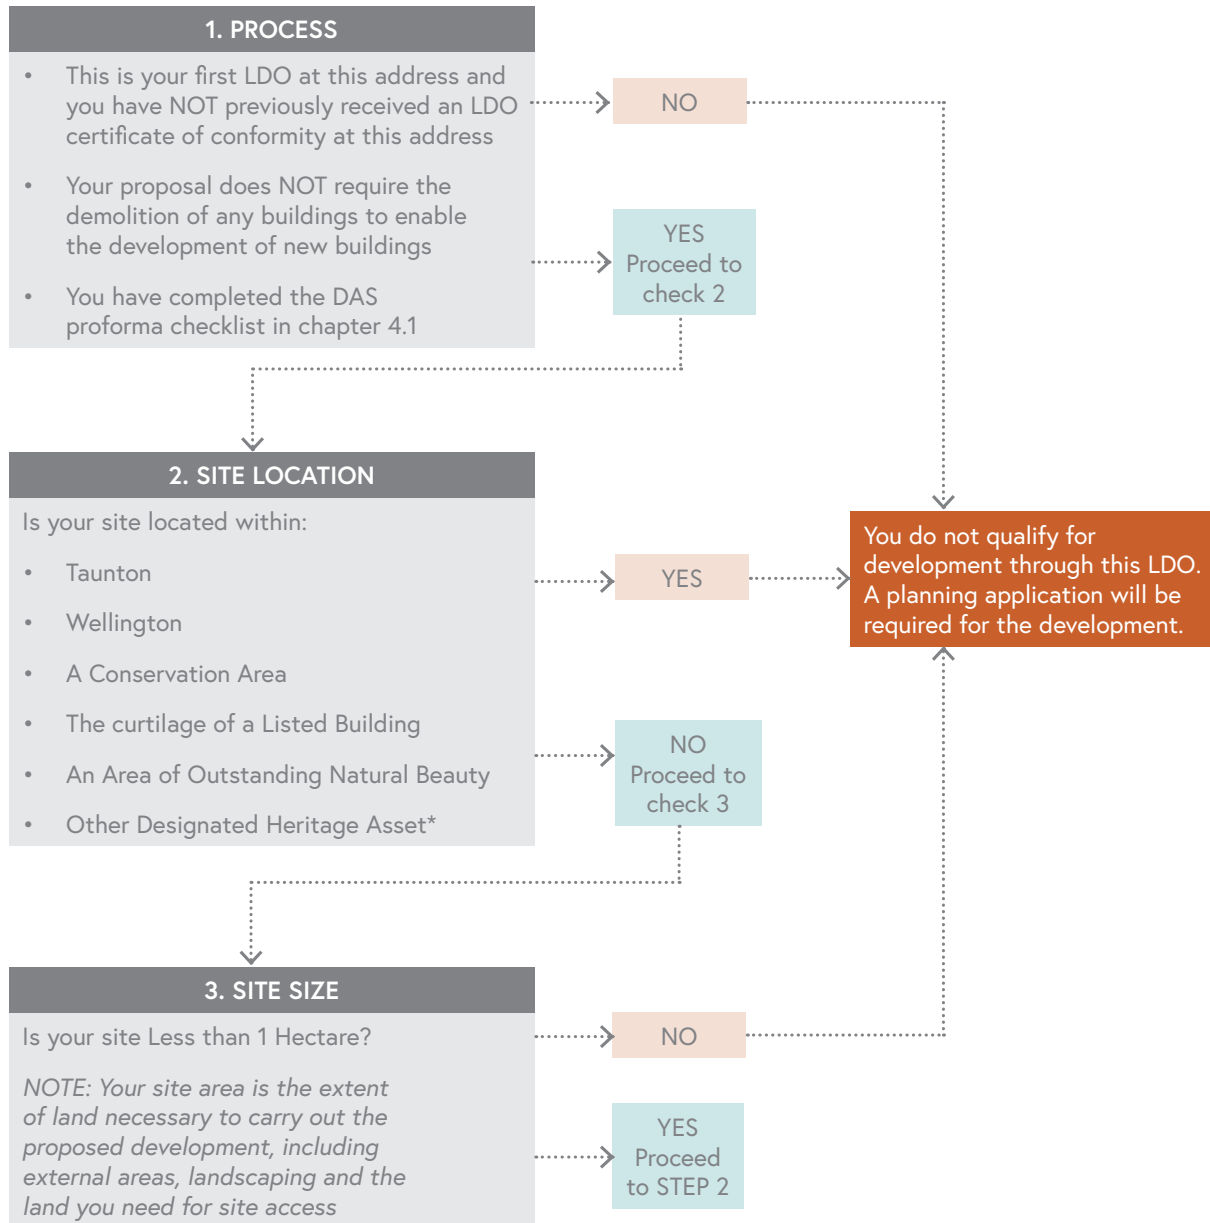 1. PROCESS
• This is your first LDO at this address and
you have NOT previously received an LDO
certificate of conformity at this address
• Your proposal does NOT require the
demolition of any buildings to enable
the development of new buildings
• You have completed the DAS
proforma checklist in chapter 4.1
NO
YES
Proceed to
check 2
2. SITE LOCATION
Is your site located within:
• Taunton
• Wellington
• A Conservation Area
• The curtilage of a Listed Building
• An Area of Outstanding Natural Beauty
• Other Designated Heritage Asset*
YES
NO
Proceed to
check 3
You do not qualify for
development through this LDO.
A planning application will be
required for the development.
3. SITE SIZE
Is your site Less than 1 Hectare?
NOTE: Your site area is the extent
of land necessary to carry out the
proposed development, including
external areas, landscaping and the
land you need for site access
NO
YES
Proceed
to STEP 2